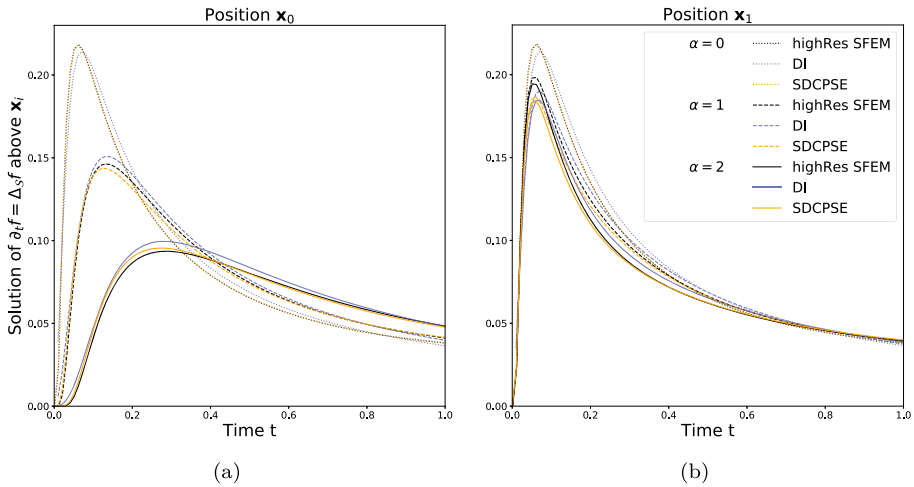 Position x₀
Solution of ∂ₜf = Δ_S f above xᵢ
0.20
0.15
0.10
0.05
0.00
0.0 0.2 0.4 0.6 0.8 1.0
Time t
(a)
Position x₁
α = 0 highRes SFEM
DI
SDCPSE
α = 1 highRes SFEM
DI
SDCPSE
α = 2 highRes SFEM
DI
SDCPSE
0.20
0.15
0.10
0.05
0.00
0.0 0.2 0.4 0.6 0.8 1.0
Time t
(b)